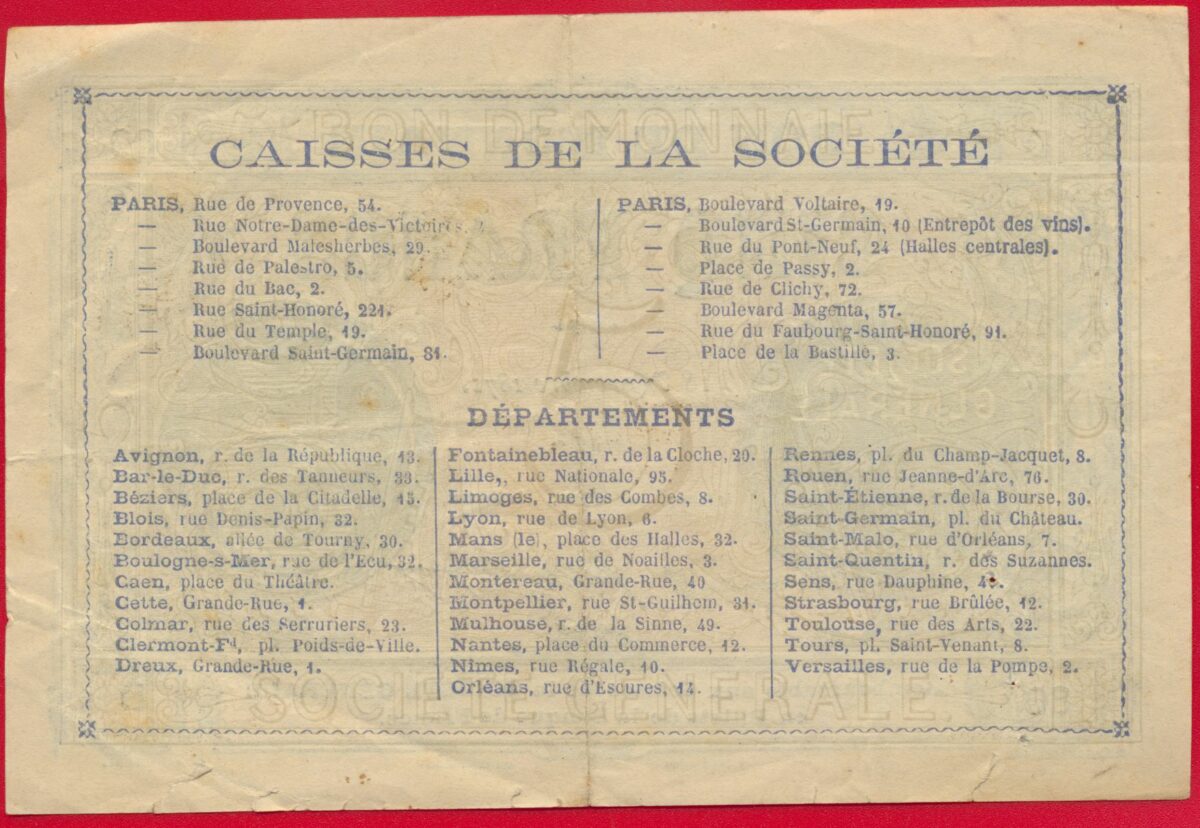 BON DE MONNAIE
CAISSES DE LA SOCIÉTÉ
PARIS, Rue de Provence, 54.
— Rue Notre-Dame-des-Victoires,
— Boulevard Malesherbes, 29.
— Rue de Palestro, 5.
— Rue du Bac, 2.
— Rue Saint-Honoré, 221.
— Rue du Temple, 19.
— Boulevard Saint-Germain, 81.
PARIS, Boulevard Voltaire, 19.
— Boulevard St-Germain, 10 (Entrepôt des vins).
— Rue du Pont-Neuf, 24 (Halles centrales).
— Place de Passy, 2.
— Rue de Clichy, 72.
— Boulevard Magenta, 57.
— Rue du Faubourg-Saint-Honoré, 91.
— Place de la Bastille, 3.
DÉPARTEMENTS
Avignon, r. de la République, 13.
Bar-le-Duc, r. des Tanneurs, 33.
Béziers, place de la Citadelle, 15.
Blois, rue Denis-Papin, 32.
Bordeaux, allée de Tourny, 30.
Boulogne-s-Mer, rue de l'Ecu, 32.
Caen, place du Théâtre.
Cette, Grande-Rue, 1.
Colmar, rue des Serruriers, 23.
Clermont-Fd, pl. Poids-de-Ville.
Dreux, Grande-Rue, 1.
Fontainebleau, r. de la Cloche, 29.
Lille, rue Nationale, 95.
Limoges, rue des Combes, 8.
Lyon, rue de Lyon, 6.
Mans (le), place des Halles, 32.
Marseille, rue de Noailles, 3.
Montereau, Grande-Rue, 40
Montpellier, rue St-Guilhem, 31.
Mulhouse, r. de la Sinne, 49.
Nantes, place du Commerce, 12.
Nîmes, rue Régale, 10.
Orléans, rue d'Escures, 14.
Rennes, pl. du Champ-Jacquet, 8.
Rouen, rue Jeanne-d'Arc, 76.
Saint-Étienne, r. de la Bourse, 30.
Saint-Germain, pl. du Château.
Saint-Malo, rue d'Orléans, 7.
Saint-Quentin, r. des Suzannes.
Sens, rue Dauphine,
Strasbourg, rue Brûlée, 12.
Toulouse, rue des Arts, 22.
Tours, pl. Saint-Venant, 8.
Versailles, rue de la Pompe, 2.
SOCIÉTÉ GÉNÉRALE